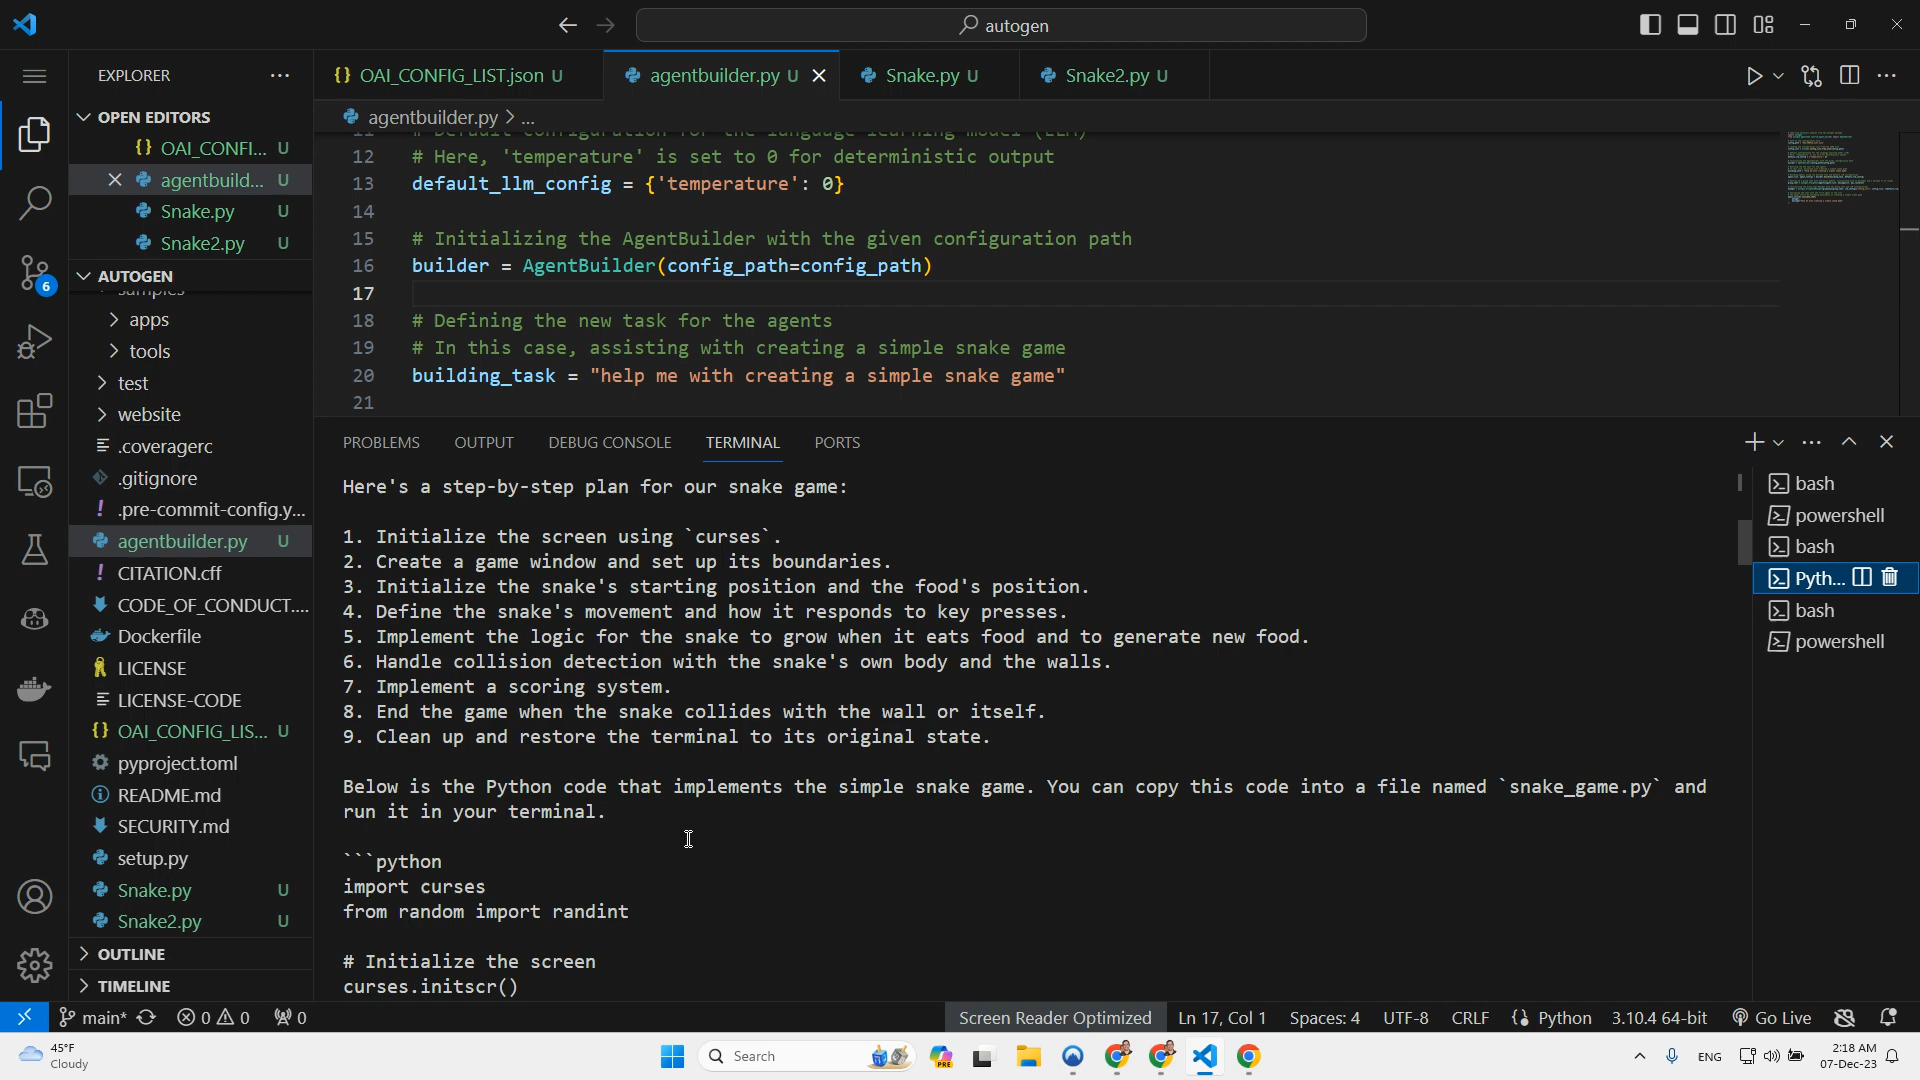 autogen
EXPLORER
OPEN EDITORS
OAI_CONFI... U
agentbuild... U
Snake.py U
Snake2.py U
AUTOGEN
samples
apps
tools
test
website
.coveragerc
.gitignore
.pre-commit-config.y...
agentbuilder.py U
CITATION.cff
CODE_OF_CONDUCT....
Dockerfile
LICENSE
LICENSE-CODE
OAI_CONFIG_LIS... U
pyproject.toml
README.md
SECURITY.md
setup.py
Snake.py U
Snake2.py U
OUTLINE
TIMELINE
6
OAI_CONFIG_LIST.json U
agentbuilder.py U
Snake.py U
Snake2.py U
agentbuilder.py > ...
11 # Default configuration for the language learning model (LLM)
12 # Here, 'temperature' is set to 0 for deterministic output
13 default_llm_config = {'temperature': 0}
14
15 # Initializing the AgentBuilder with the given configuration path
16 builder = AgentBuilder(config_path=config_path)
17
18 # Defining the new task for the agents
19 # In this case, assisting with creating a simple snake game
20 building_task = "help me with creating a simple snake game"
21
PROBLEMS OUTPUT DEBUG CONSOLE TERMINAL PORTS
Here's a step-by-step plan for our snake game:
1. Initialize the screen using `curses`.
2. Create a game window and set up its boundaries.
3. Initialize the snake's starting position and the food's position.
4. Define the snake's movement and how it responds to key presses.
5. Implement the logic for the snake to grow when it eats food and to generate new food.
6. Handle collision detection with the snake's own body and the walls.
7. Implement a scoring system.
8. End the game when the snake collides with the wall or itself.
9. Clean up and restore the terminal to its original state.
Below is the Python code that implements the simple snake game. You can copy this code into a file named `snake_game.py` and
run it in your terminal.
```python
import curses
from random import randint
# Initialize the screen
curses.initscr()
bash
powershell
bash
Pyth...
bash
powershell
main* 0 0 0 Screen Reader Optimized Ln 17, Col 1 Spaces: 4 UTF-8 CRLF {} Python 3.10.4 64-bit Go Live
45°F
Cloudy
Search
PRE
ENG
2:18 AM
07-Dec-23